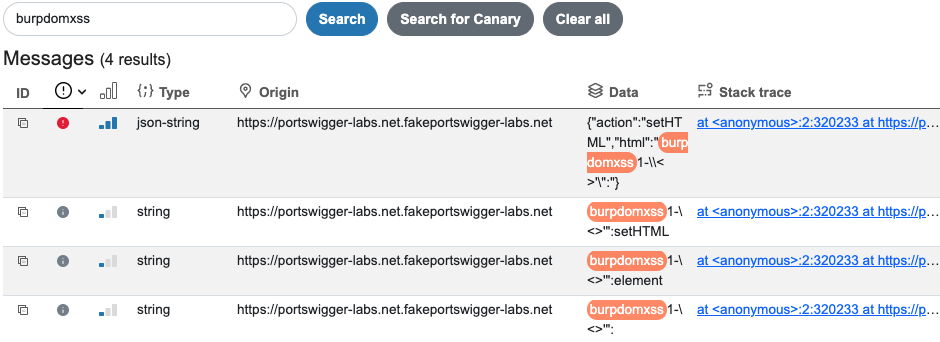 burpdomxss Search Search for Canary Clear all
Messages (4 results)
ID Type Origin Data Stack trace
json-string https://portswigger-labs.net.fakeportswigger-labs.net {"action":"setHT at <anonymous>:2:320233 at https://p...
ML","html":"burp
domxss1-\\<
>'\":"}
string https://portswigger-labs.net.fakeportswigger-labs.net burpdomxss1-\ at <anonymous>:2:320233 at https://p...
<>'":setHTML
string https://portswigger-labs.net.fakeportswigger-labs.net burpdomxss1-\ at <anonymous>:2:320233 at https://p...
<>'":element
string https://portswigger-labs.net.fakeportswigger-labs.net burpdomxss1-\ at <anonymous>:2:320233 at https://p...
<>'":